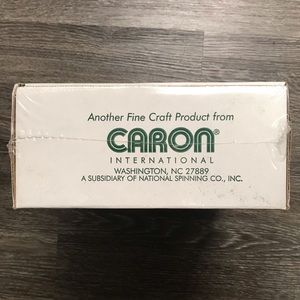 Another Fine Craft Product from
CARON®
INTERNATIONAL
WASHINGTON, NC 27889
A SUBSIDIARY OF NATIONAL SPINNING CO., INC.